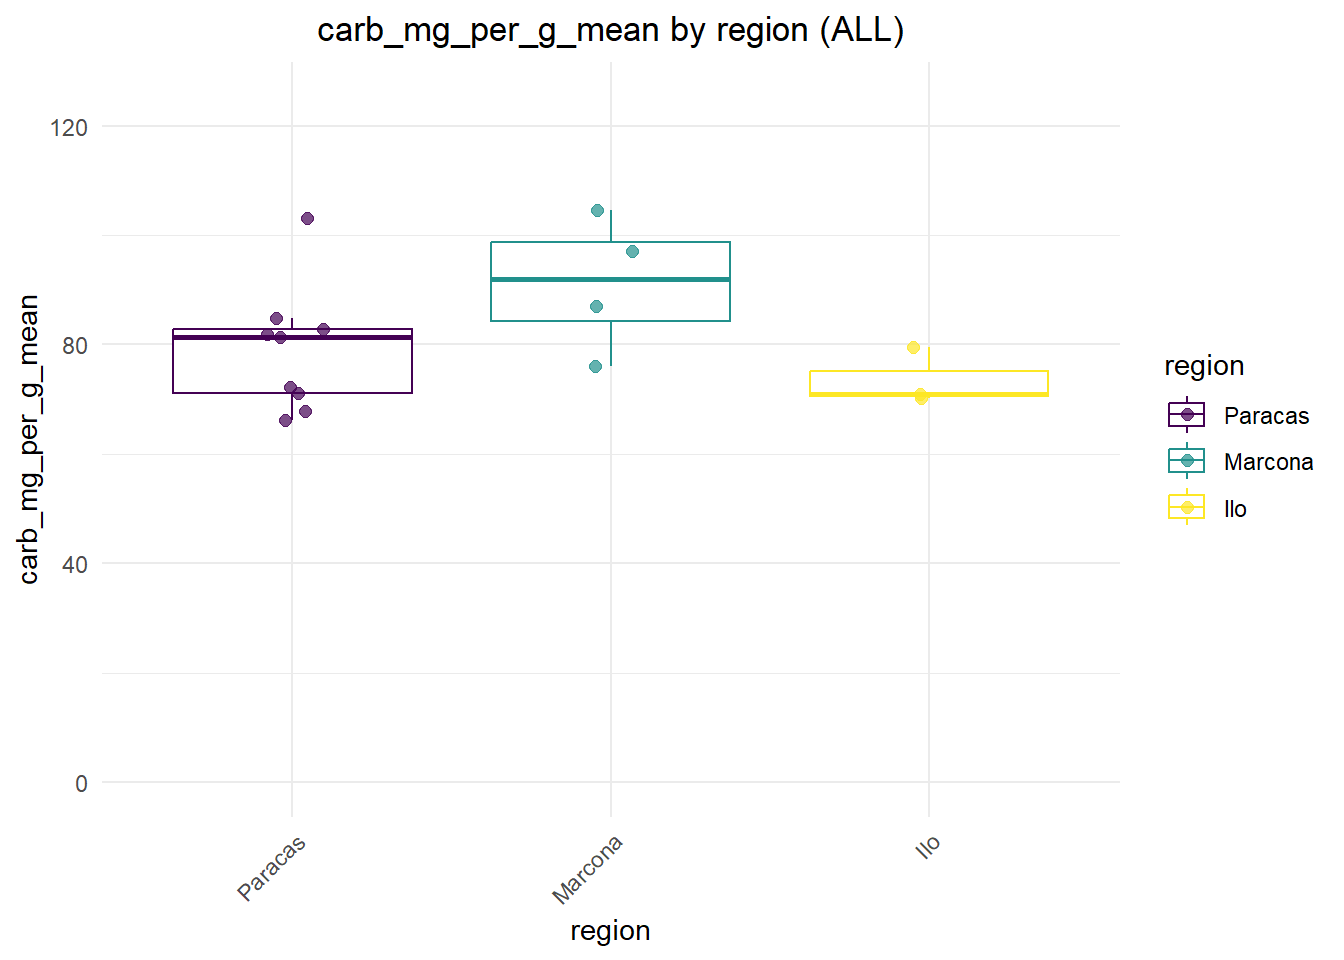 carb_mg_per_g_mean by region (ALL)
carb_mg_per_g_mean
120
80
40
0
Paracas
Marcona
Ilo
region
region
Paracas
Marcona
Ilo